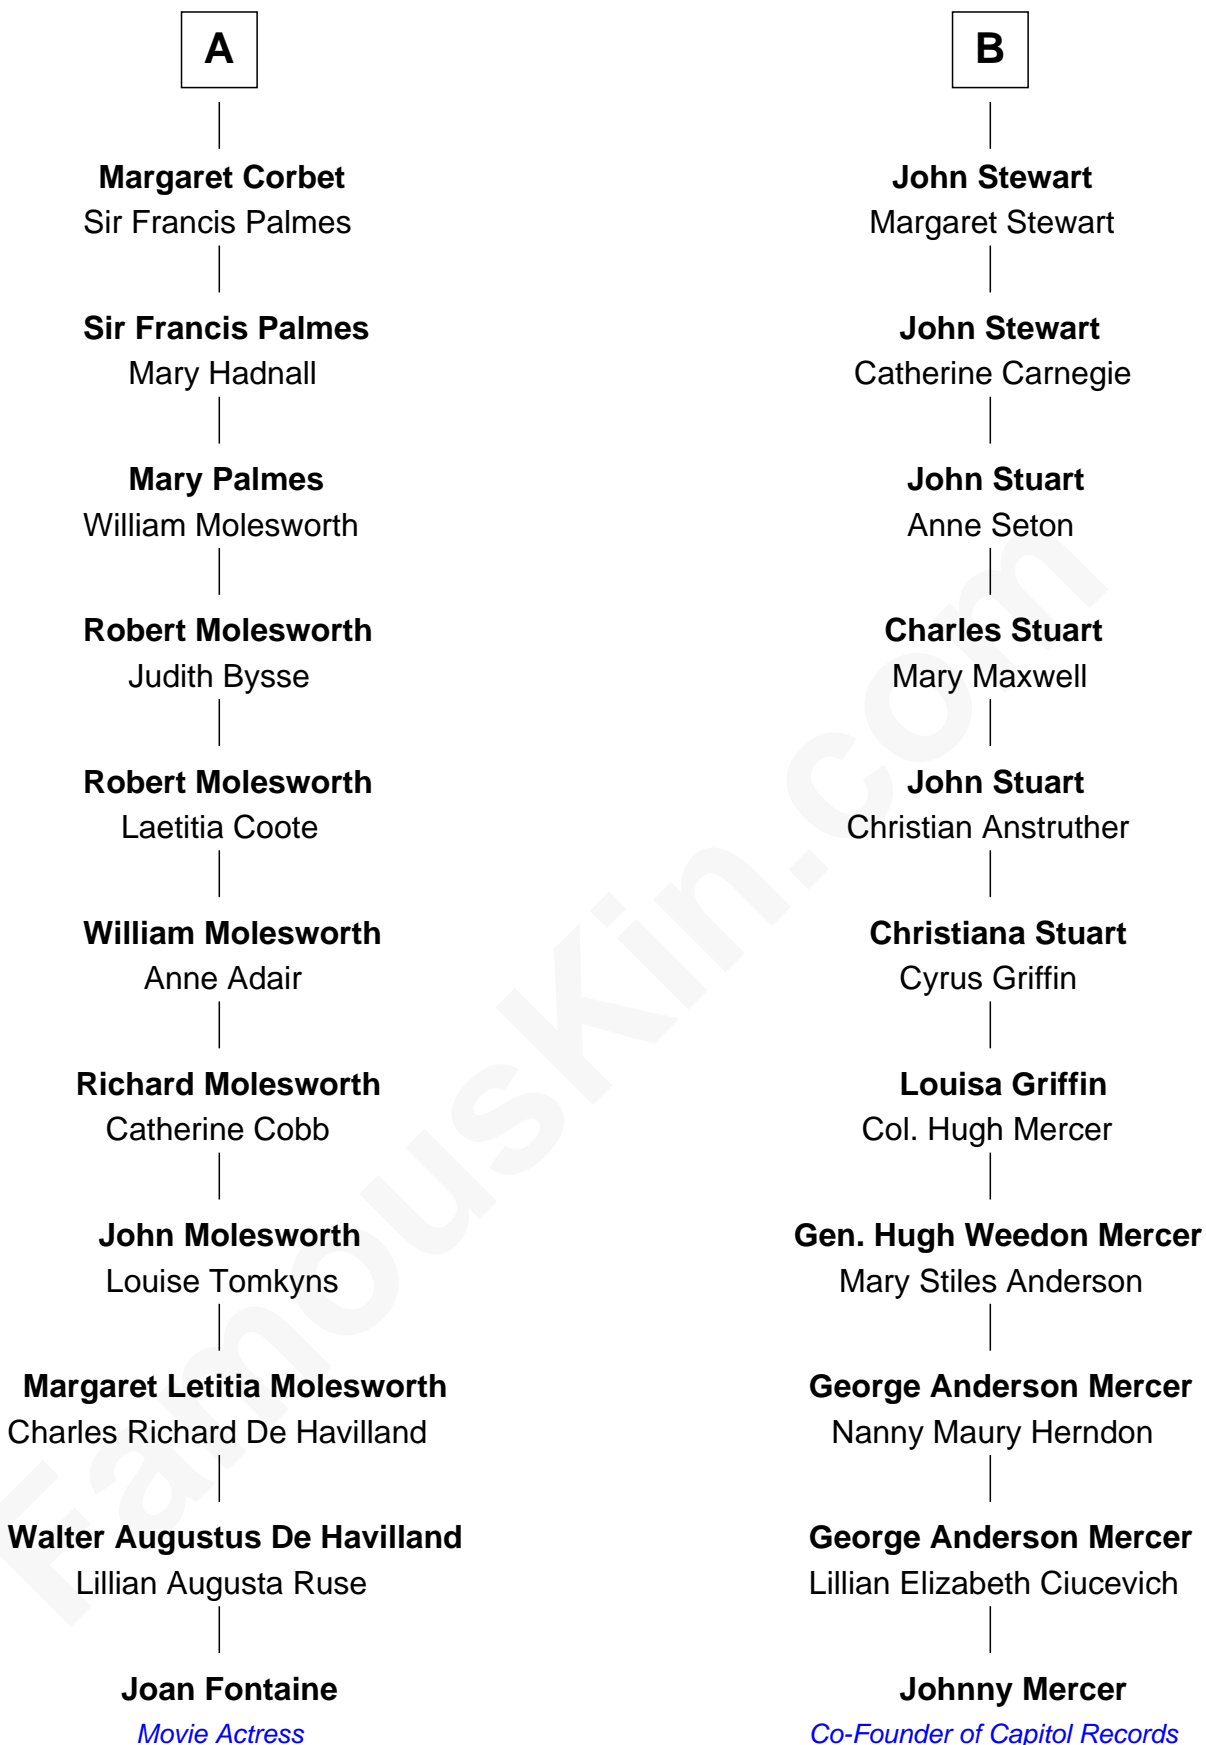 A
Margaret Corbet
Sir Francis Palmes
Sir Francis Palmes
Mary Hadnall
Mary Palmes
William Molesworth
Robert Molesworth
Judith Bysse
Robert Molesworth
Laetitia Coote
William Molesworth
Anne Adair
Richard Molesworth
Catherine Cobb
John Molesworth
Louise Tomkyns
Margaret Letitia Molesworth
Charles Richard De Havilland
Walter Augustus De Havilland
Lillian Augusta Ruse
Joan Fontaine
Movie Actress
B
John Stewart
Margaret Stewart
John Stewart
Catherine Carnegie
John Stuart
Anne Seton
Charles Stuart
Mary Maxwell
John Stuart
Christian Anstruther
Christiana Stuart
Cyrus Griffin
Louisa Griffin
Col. Hugh Mercer
Gen. Hugh Weedon Mercer
Mary Stiles Anderson
George Anderson Mercer
Nanny Maury Herndon
George Anderson Mercer
Lillian Elizabeth Ciucevich
Johnny Mercer
Co-Founder of Capitol Records
FamousKin.com